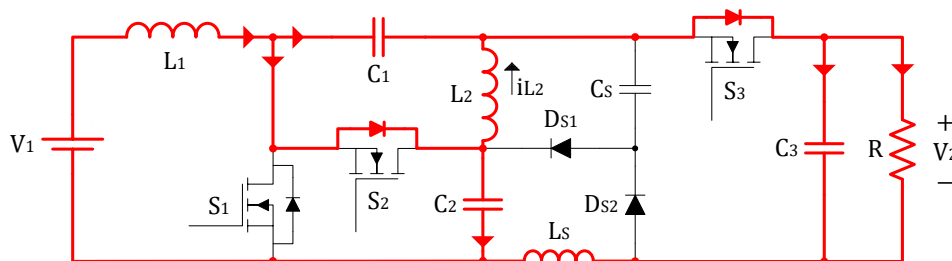 L1
C1
L2
iL2
CS
S3
DS1
V1
S1
S2
C2
DS2
LS
C3
R
+
V2
−